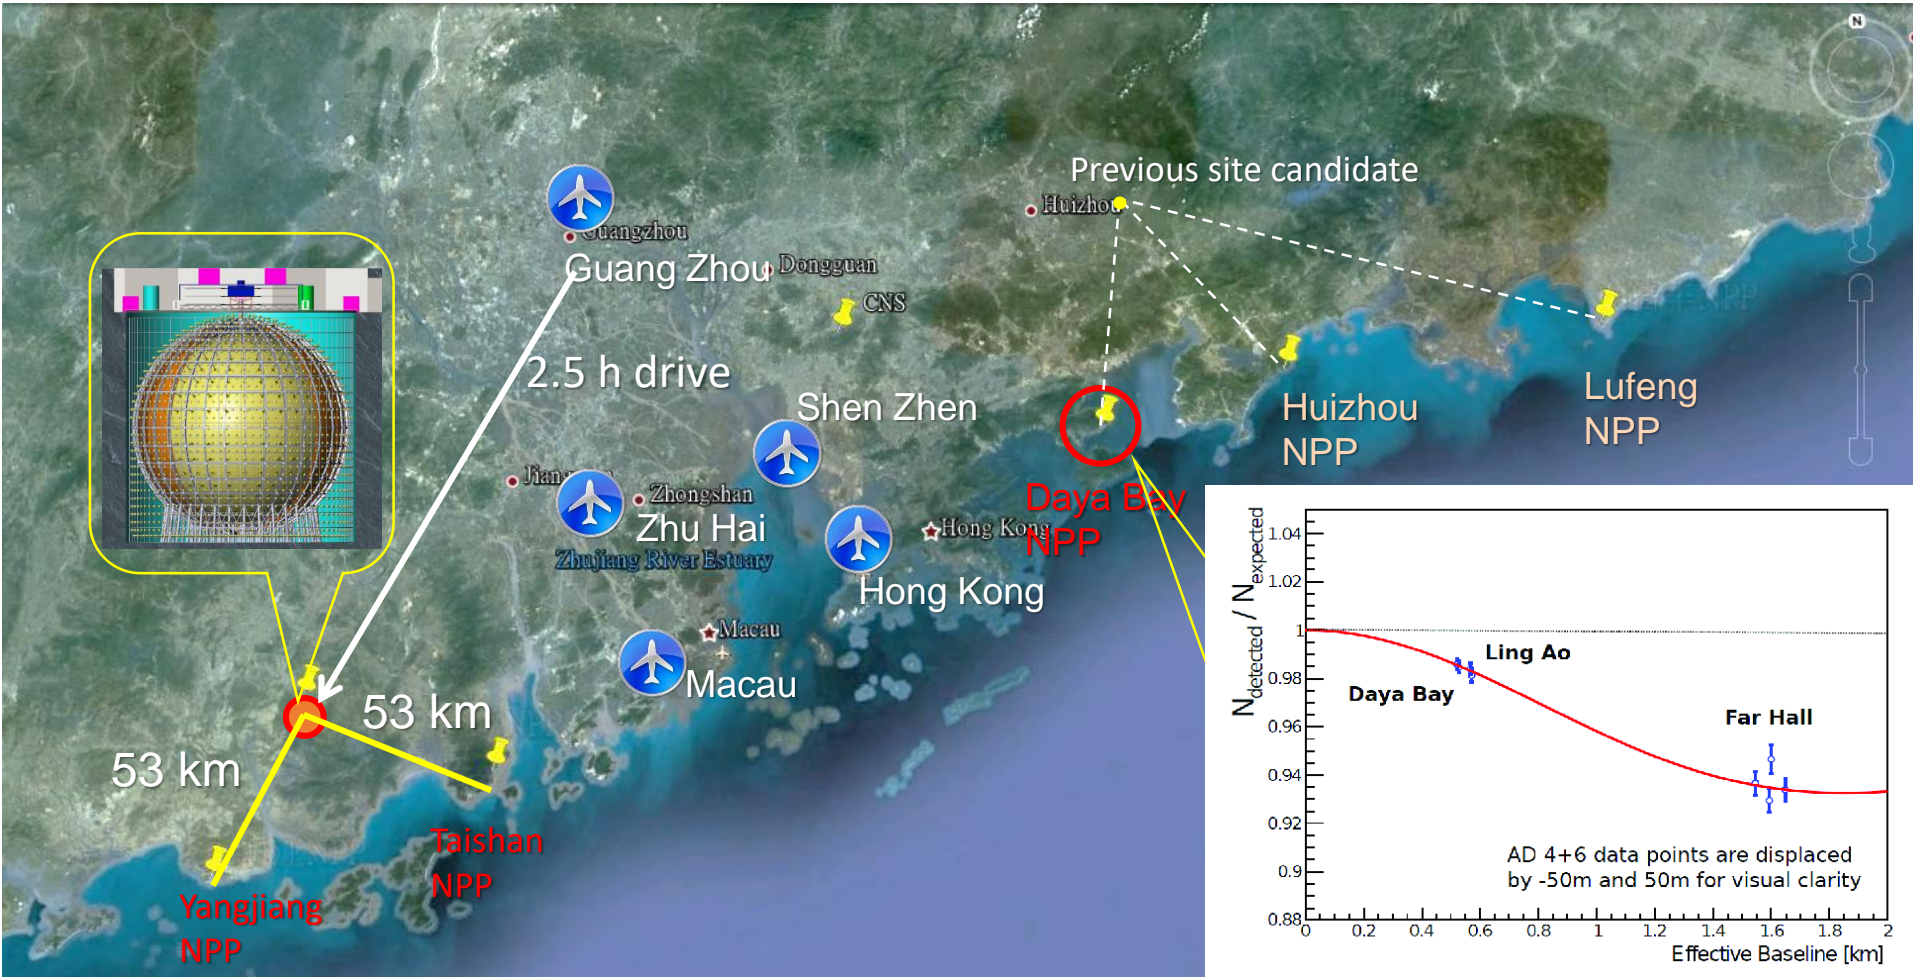 N
Previous site candidate
Huizhou
Guangzhou
Guang Zhou
Dongguan
CNS
2.5 h drive
Shen Zhen
Huizhou
NPP
Lufeng
NPP
Zhongshan
Zhu Hai
Zhujiang River Estuary
Hong Kong
Hong Kong
Daya Bay
NPP
Macau
Macau
53 km
53 km
Taishan
NPP
Yangjiang
NPP
N detected / N expected
1.04
1.02
1
0.98
0.96
0.94
0.92
0.9
0.88
Ling Ao
Daya Bay
Far Hall
AD 4+6 data points are displaced
by -50m and 50m for visual clarity
0 0.2 0.4 0.6 0.8 1 1.2 1.4 1.6 1.8 2
Effective Baseline [km]